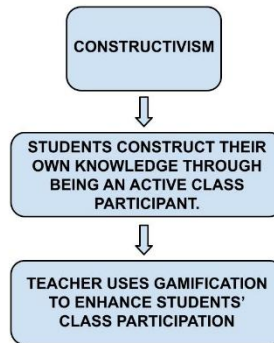 CONSTRUCTIVISM
STUDENTS CONSTRUCT THEIR
OWN KNOWLEDGE THROUGH
BEING AN ACTIVE CLASS
PARTICIPANT.
TEACHER USES GAMIFICATION
TO ENHANCE STUDENTS'
CLASS PARTICIPATION